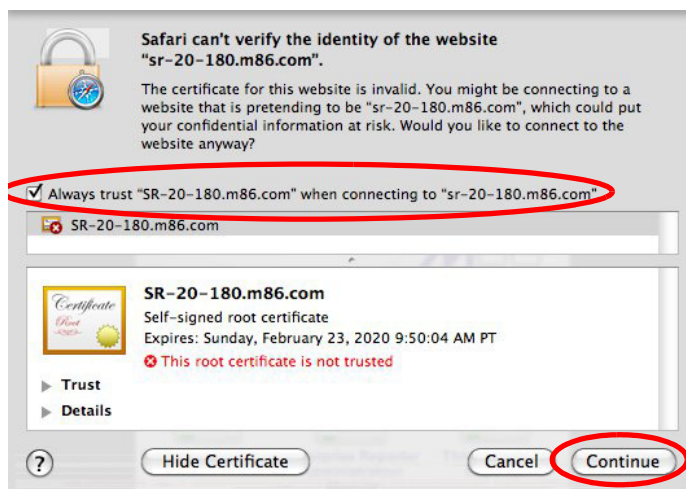 Safari can't verify the identity of the website
“sr-20-180.m86.com”.
The certificate for this website is invalid. You might be connecting to a
website that is pretending to be “sr-20-180.m86.com”, which could put
your confidential information at risk. Would you like to connect to the
website anyway?
Always trust “SR-20-180.m86.com” when connecting to “sr-20-180.m86.com”
SR-20-180.m86.com
Certificate
Root
SR-20-180.m86.com
Self-signed root certificate
Expires: Sunday, February 23, 2020 9:50:04 AM PT
This root certificate is not trusted
Trust
Details
?
Hide Certificate
Cancel
Continue